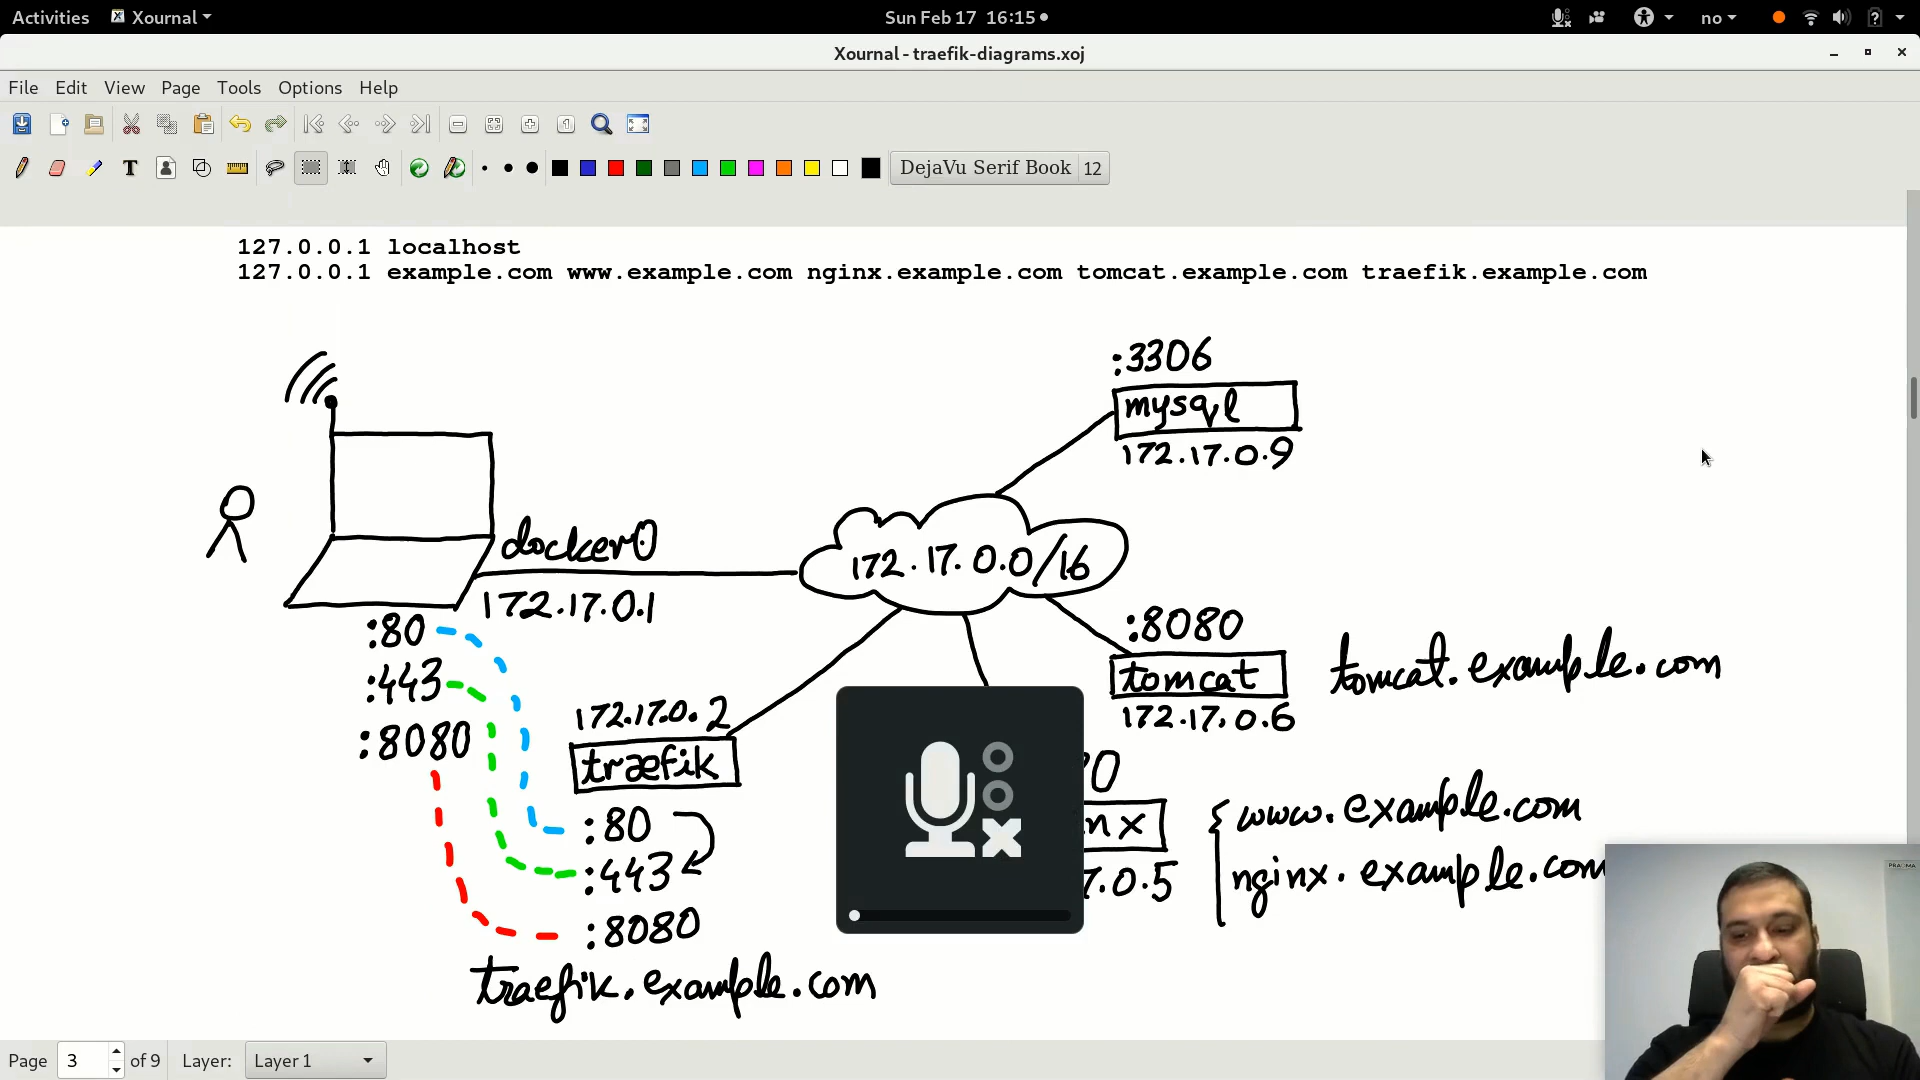 Activities Xournal Sun Feb 17 16:15 no
Xournal - traefik-diagrams.xoj
File Edit View Page Tools Options Help
DejaVu Serif Book 12
127.0.0.1 localhost
127.0.0.1 example.com www.example.com nginx.example.com tomcat.example.com traefik.example.com
:3306
mysql
172.17.0.9
docker0
172.17.0.0/16
172.17.0.1
:80
:443
:8080
:8080
tomcat
172.17.0.6
tomcat.example.com
172.17.0.2
traefik
:80
:443
:8080
traefik.example.com
0
nx
7.0.5
www.example.com
nginx.example.com
Page 3 of 9 Layer: Layer 1